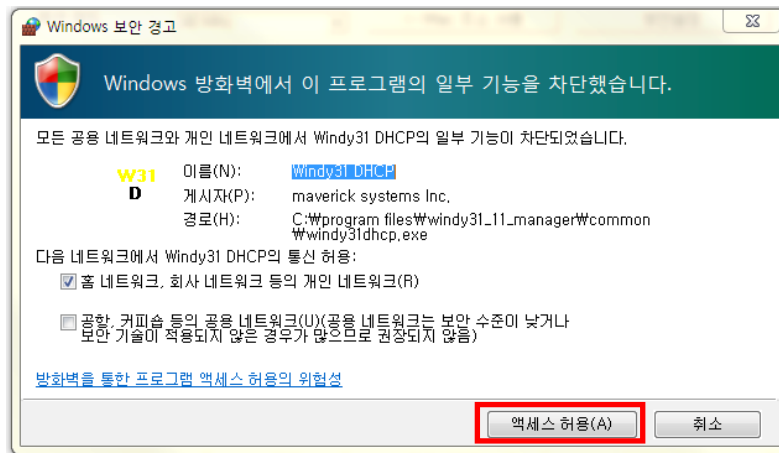 Windows 보안 경고
Windows 방화벽에서 이 프로그램의 일부 기능을 차단했습니다.
모든 공용 네트워크와 개인 네트워크에서 Windy31 DHCP의 일부 기능이 차단되었습니다.
W31
D
이름(N): Windy31 DHCP
게시자(P): maverick systems Inc.
경로(H): C:₩program files₩windy31_11_manager₩common
₩windy31dhcp.exe
다음 네트워크에서 Windy31 DHCP의 통신 허용:
홈 네트워크, 회사 네트워크 등의 개인 네트워크(R)
공항, 커피숍 등의 공용 네트워크(U)(공용 네트워크는 보안 수준이 낮거나
보안 기술이 적용되지 않은 경우가 많으므로 권장되지 않음)
방화벽을 통한 프로그램 액세스 허용의 위험성
액세스 허용(A) 취소